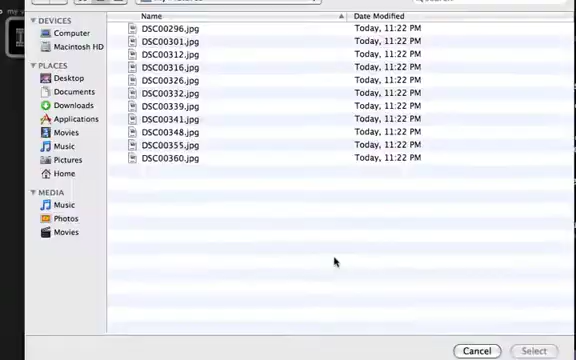 Name Date Modified
DEVICES
Computer
Macintosh HD
PLACES
Desktop
Documents
Downloads
Applications
Movies
Music
Pictures
Home
MEDIA
Music
Photos
Movies
DSC00296.jpg Today, 11:22 PM
DSC00301.jpg Today, 11:22 PM
DSC00312.jpg Today, 11:22 PM
DSC00316.jpg Today, 11:22 PM
DSC00326.jpg Today, 11:22 PM
DSC00332.jpg Today, 11:22 PM
DSC00339.jpg Today, 11:22 PM
DSC00341.jpg Today, 11:22 PM
DSC00348.jpg Today, 11:22 PM
DSC00355.jpg Today, 11:22 PM
DSC00360.jpg Today, 11:22 PM
Cancel Select